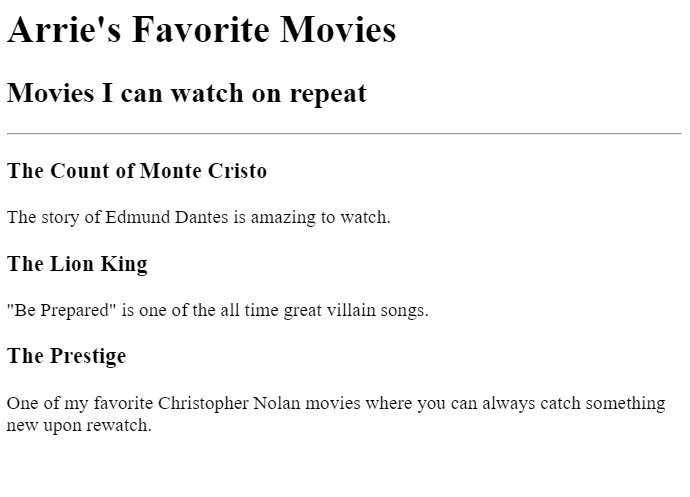 Arrie's Favorite Movies
Movies I can watch on repeat
The Count of Monte Cristo
The story of Edmund Dantes is amazing to watch.
The Lion King
"Be Prepared" is one of the all time great villain songs.
The Prestige
One of my favorite Christopher Nolan movies where you can always catch something
new upon rewatch.